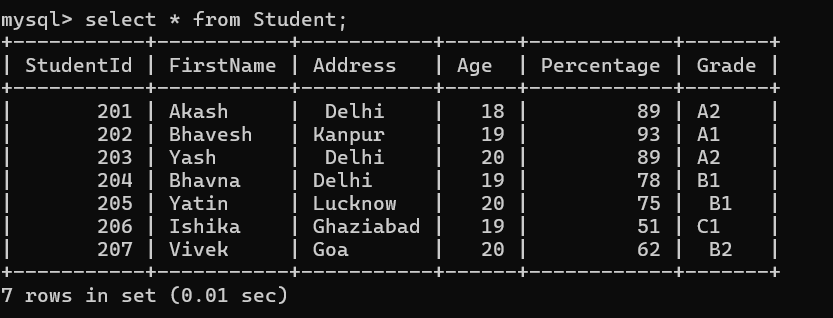 mysql> select * from Student;
+-----------+-----------+-----------+------+------------+-------+
| StudentId | FirstName | Address   | Age  | Percentage | Grade |
+-----------+-----------+-----------+------+------------+-------+
|       201 | Akash     |  Delhi    |   18 |         89 | A2    |
|       202 | Bhavesh   | Kanpur    |   19 |         93 | A1    |
|       203 | Yash      |  Delhi    |   20 |         89 | A2    |
|       204 | Bhavna    | Delhi     |   19 |         78 | B1    |
|       205 | Yatin     | Lucknow   |   20 |         75 |  B1   |
|       206 | Ishika    | Ghaziabad |   19 |         51 | C1    |
|       207 | Vivek     | Goa       |   20 |         62 |  B2   |
+-----------+-----------+-----------+------+------------+-------+
7 rows in set (0.01 sec)